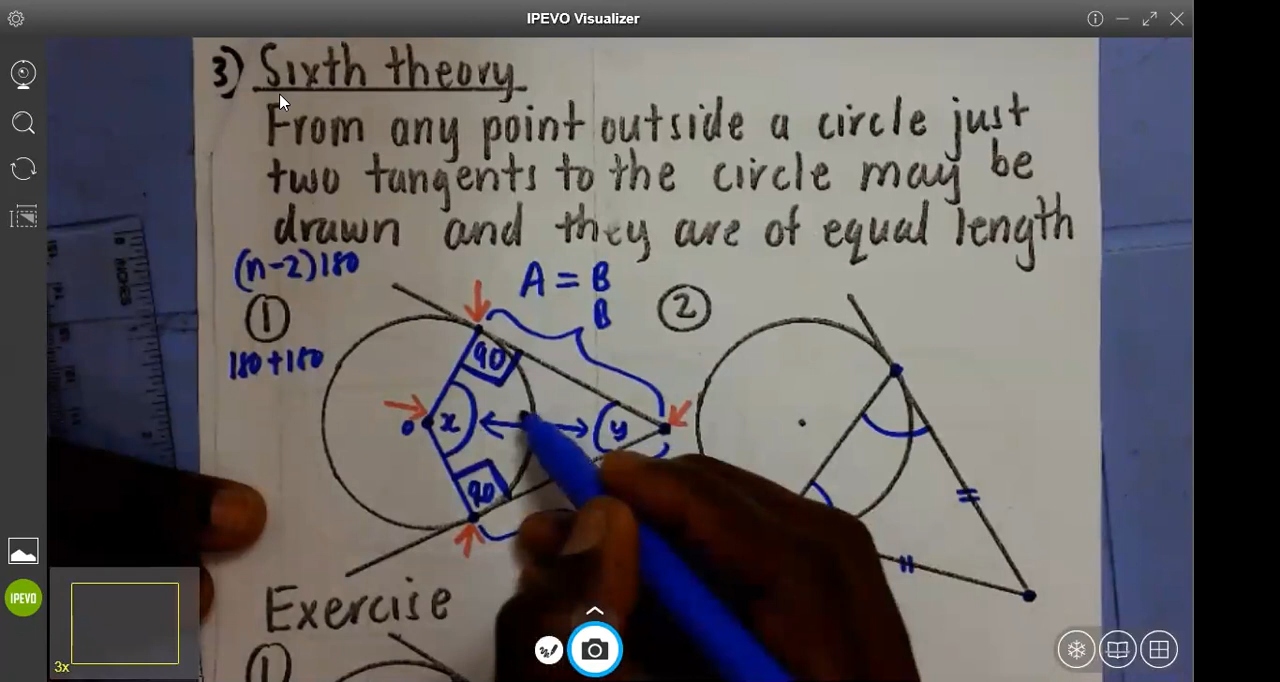 IPEVO Visualizer
3) Sixth theory
From any point outside a circle just
two tangents to the circle may be
drawn and they are of equal length
(n-2)180
A = B
B
1
2
180+180
90
x
y
o
90
Exercise
1
IPEVO
3x